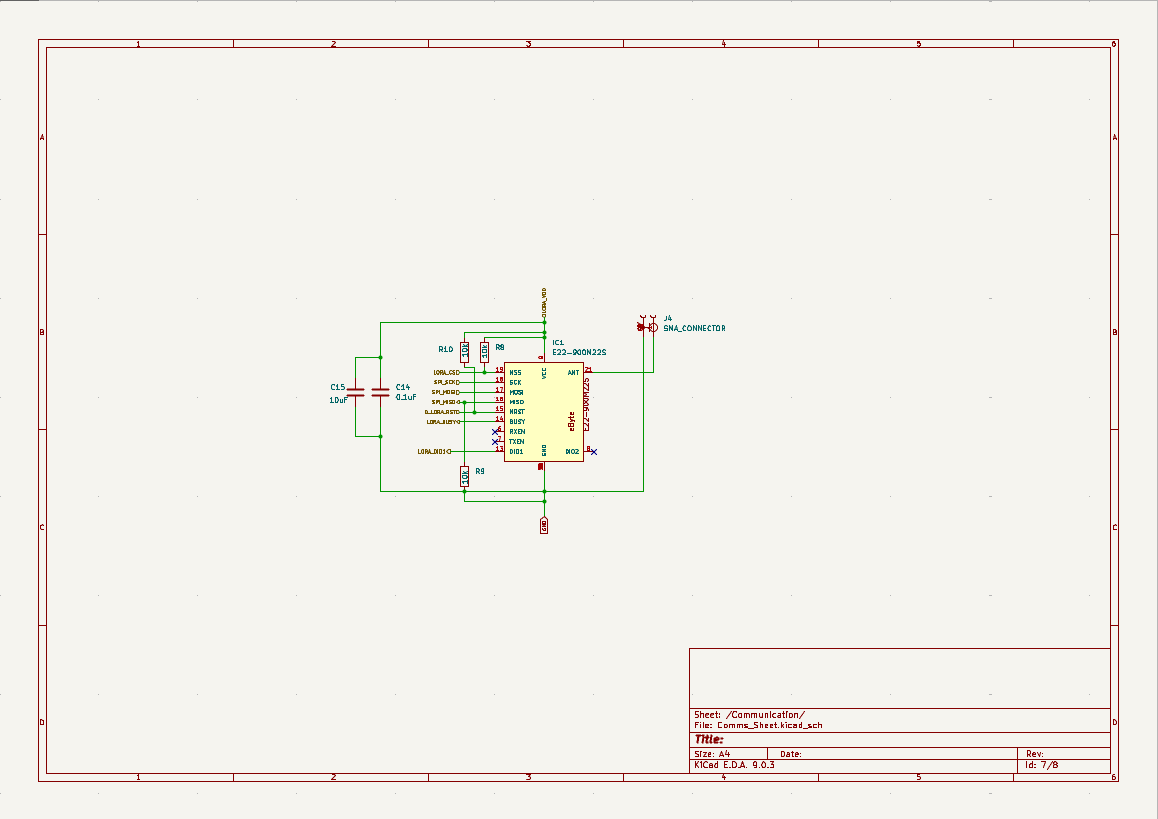 1 2 3 4 5 6
A A
LORA_VDD
J4
SMA_CONNECTOR
B B
R10 10k 10k R8
IC1
E22-900M22S
VCC
LORA_CS 19 NSS ANT 21
SPI_SCK 18 SCK
C15 C14 SPI_MOSI 17 MOSI
10uF 0.1uF SPI_MISO 16 MISO
15 NRST
LORA_BUSY 14 BUSY
6 RXEN
7 TXEN
LORA_DIO1 13 DIO1 GND DIO2 8
eByte
E22-900M22S
10k R9
GND
C C
Sheet: /Communication/
File: Comms_Sheet.kicad_sch
D D
Title:
Size: A4 Date: Rev:
KiCad E.D.A. 9.0.3 Id: 7/8
1 2 3 4 5 6